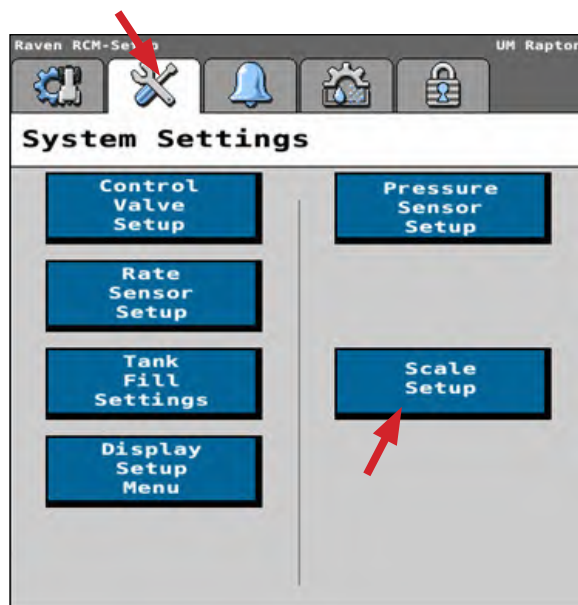 Raven RCM-Setup
UM Raptor
System Settings
Control
Valve
Setup
Pressure
Sensor
Setup
Rate
Sensor
Setup
Tank
Fill
Settings
Scale
Setup
Display
Setup
Menu